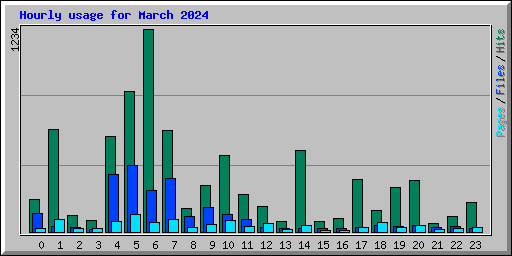 Hourly usage for March 2024
1234
Pages/Files/Hits
0 1 2 3 4 5 6 7 8 9 10 11 12 13 14 15 16 17 18 19 20 21 22 23